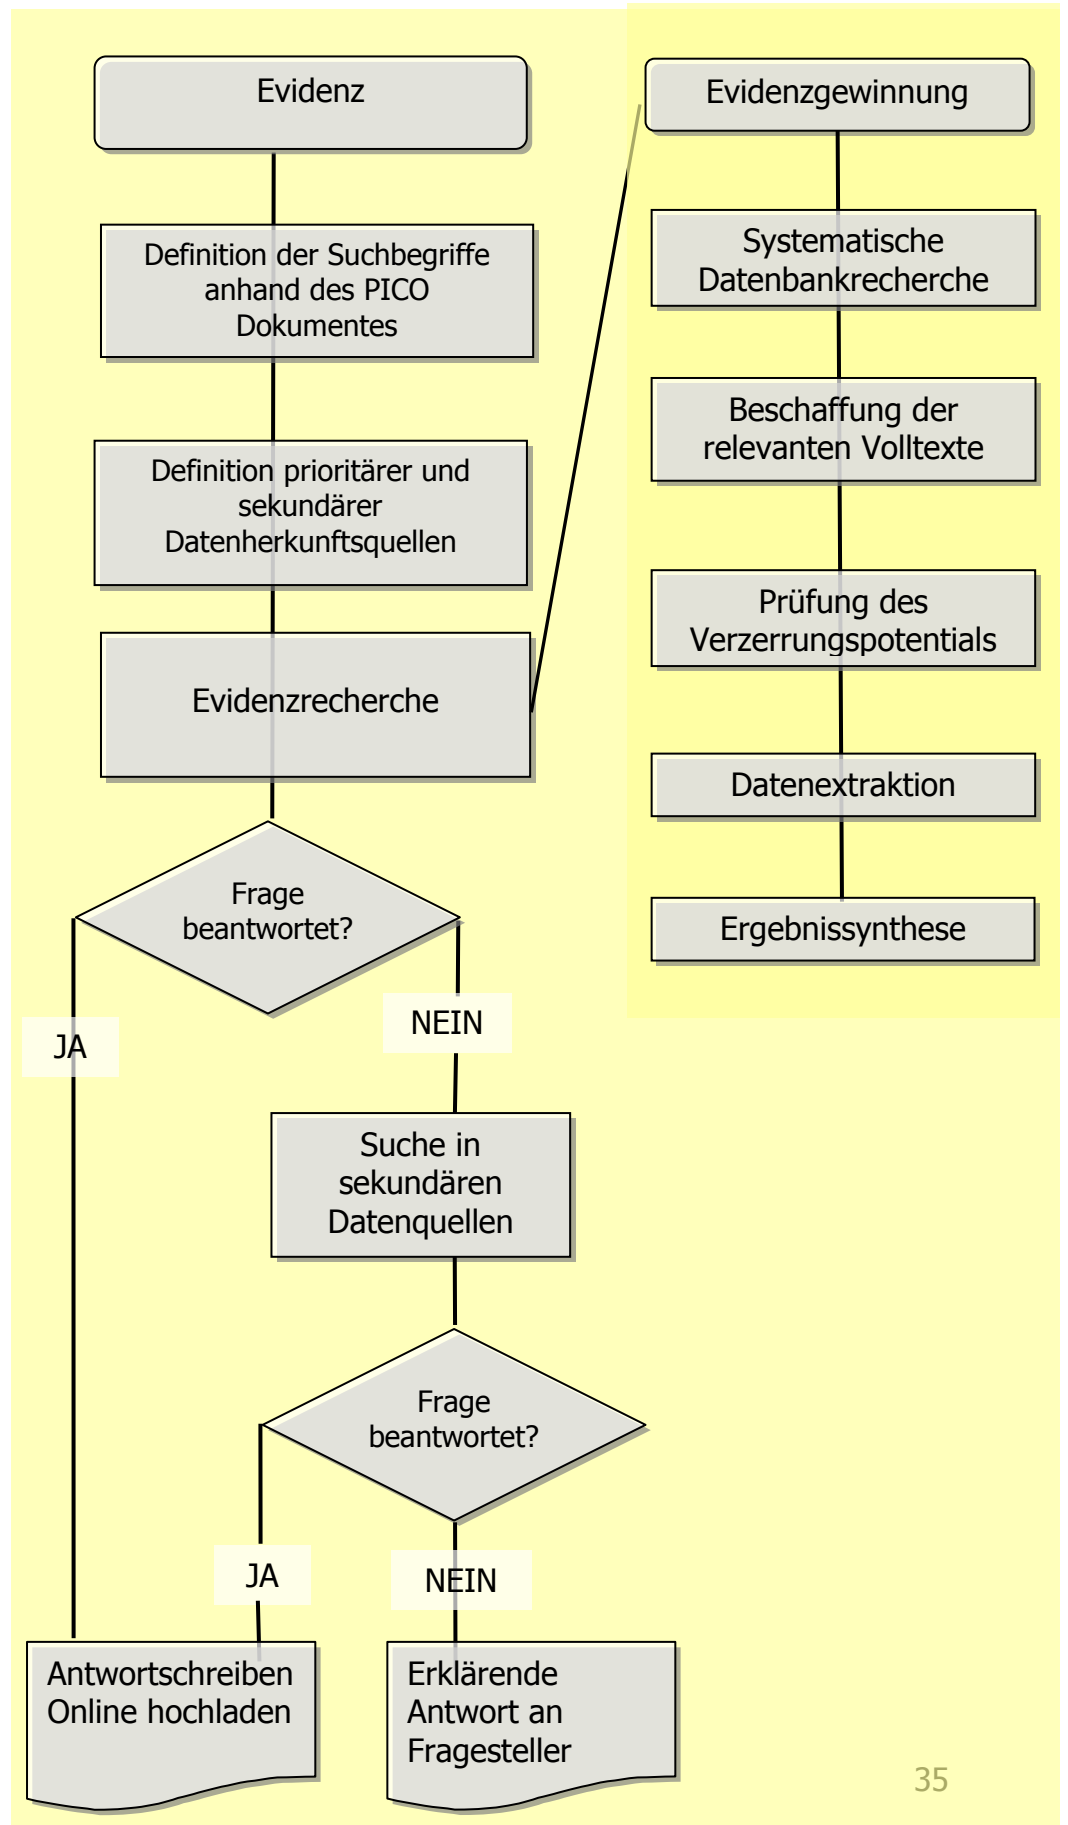 Evidenz
Definition der Suchbegriffe
anhand des PICO
Dokumentes
Definition prioritärer und
sekundärer
Datenherkunftsquellen
Evidenzrecherche
Frage
beantwortet?
JA
NEIN
Suche in
sekundären
Datenquellen
Frage
beantwortet?
JA
NEIN
Antwortschreiben
Online hochladen
Erklärende
Antwort an
Fragesteller
Evidenzgewinnung
Systematische
Datenbankrecherche
Beschaffung der
relevanten Volltexte
Prüfung des
Verzerrungspotentials
Datenextraktion
Ergebnissynthese
35